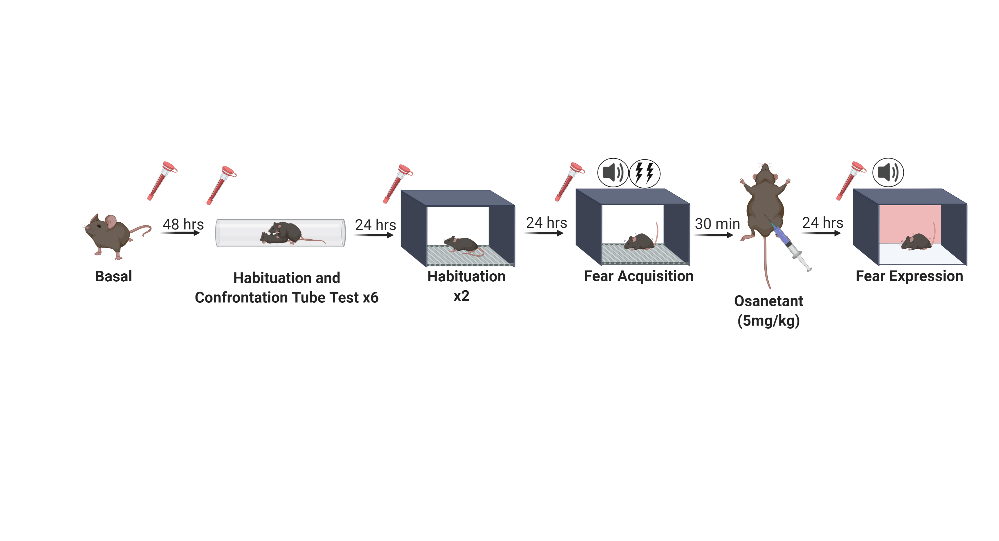 48 hrs
24 hrs
24 hrs
30 min
24 hrs
Basal
Habituation and
Confrontation Tube Test x6
Habituation
x2
Fear Acquisition
Osanetant
(5mg/kg)
Fear Expression